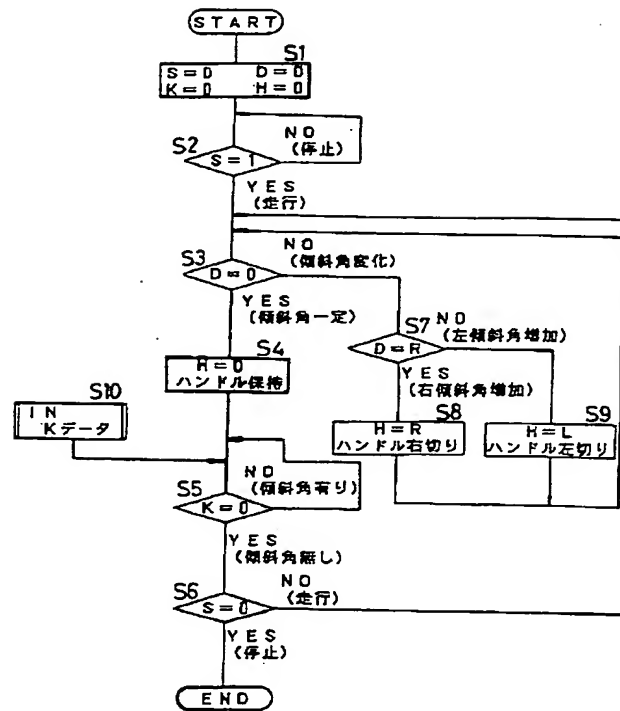 START
S1
S=0 D=0
K=0 H=0
NO
(停止)
S2
S=1
YES
(走行)
NO
(傾斜角変化)
S3
D=0
YES
(傾斜角一定)
S7
NO
(左傾斜角増加)
D=R
YES
(右傾斜角増加)
S4
H=0
ハンドル保持
S8
H=R
ハンドル右切り
S9
H=L
ハンドル左切り
S10
IN
Kデータ
NO
(傾斜角有り)
S5
K=0
YES
(傾斜角無し)
S6
NO
(走行)
S=0
YES
(停止)
END